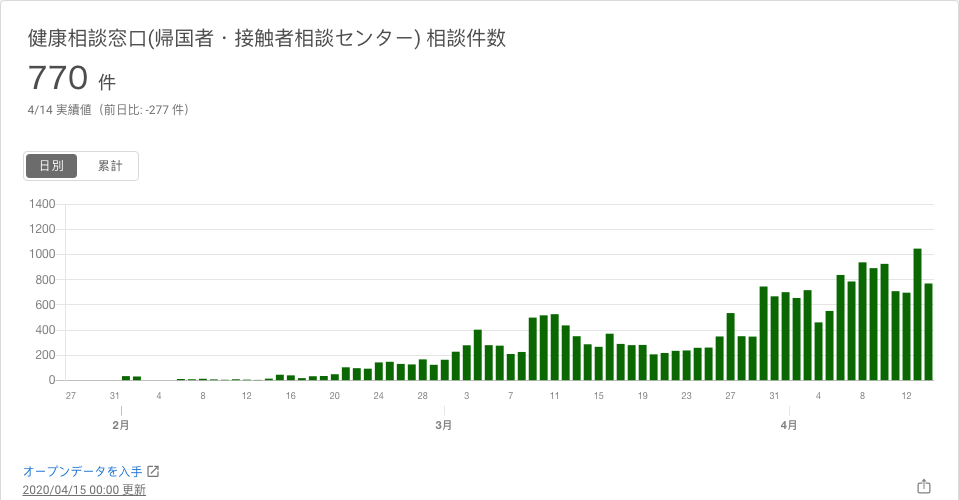 健康相談窓口(帰国者・接触者相談センター) 相談件数
770 件
4/14 実績値（前日比: -277 件）
日別 累計
1400
1200
1000
800
600
400
200
0
27 31 4 8 12 16 20 24 28 3 7 11 15 19 23 27 31 4 8 12
2月 3月 4月
オープンデータを入手
2020/04/15 00:00 更新